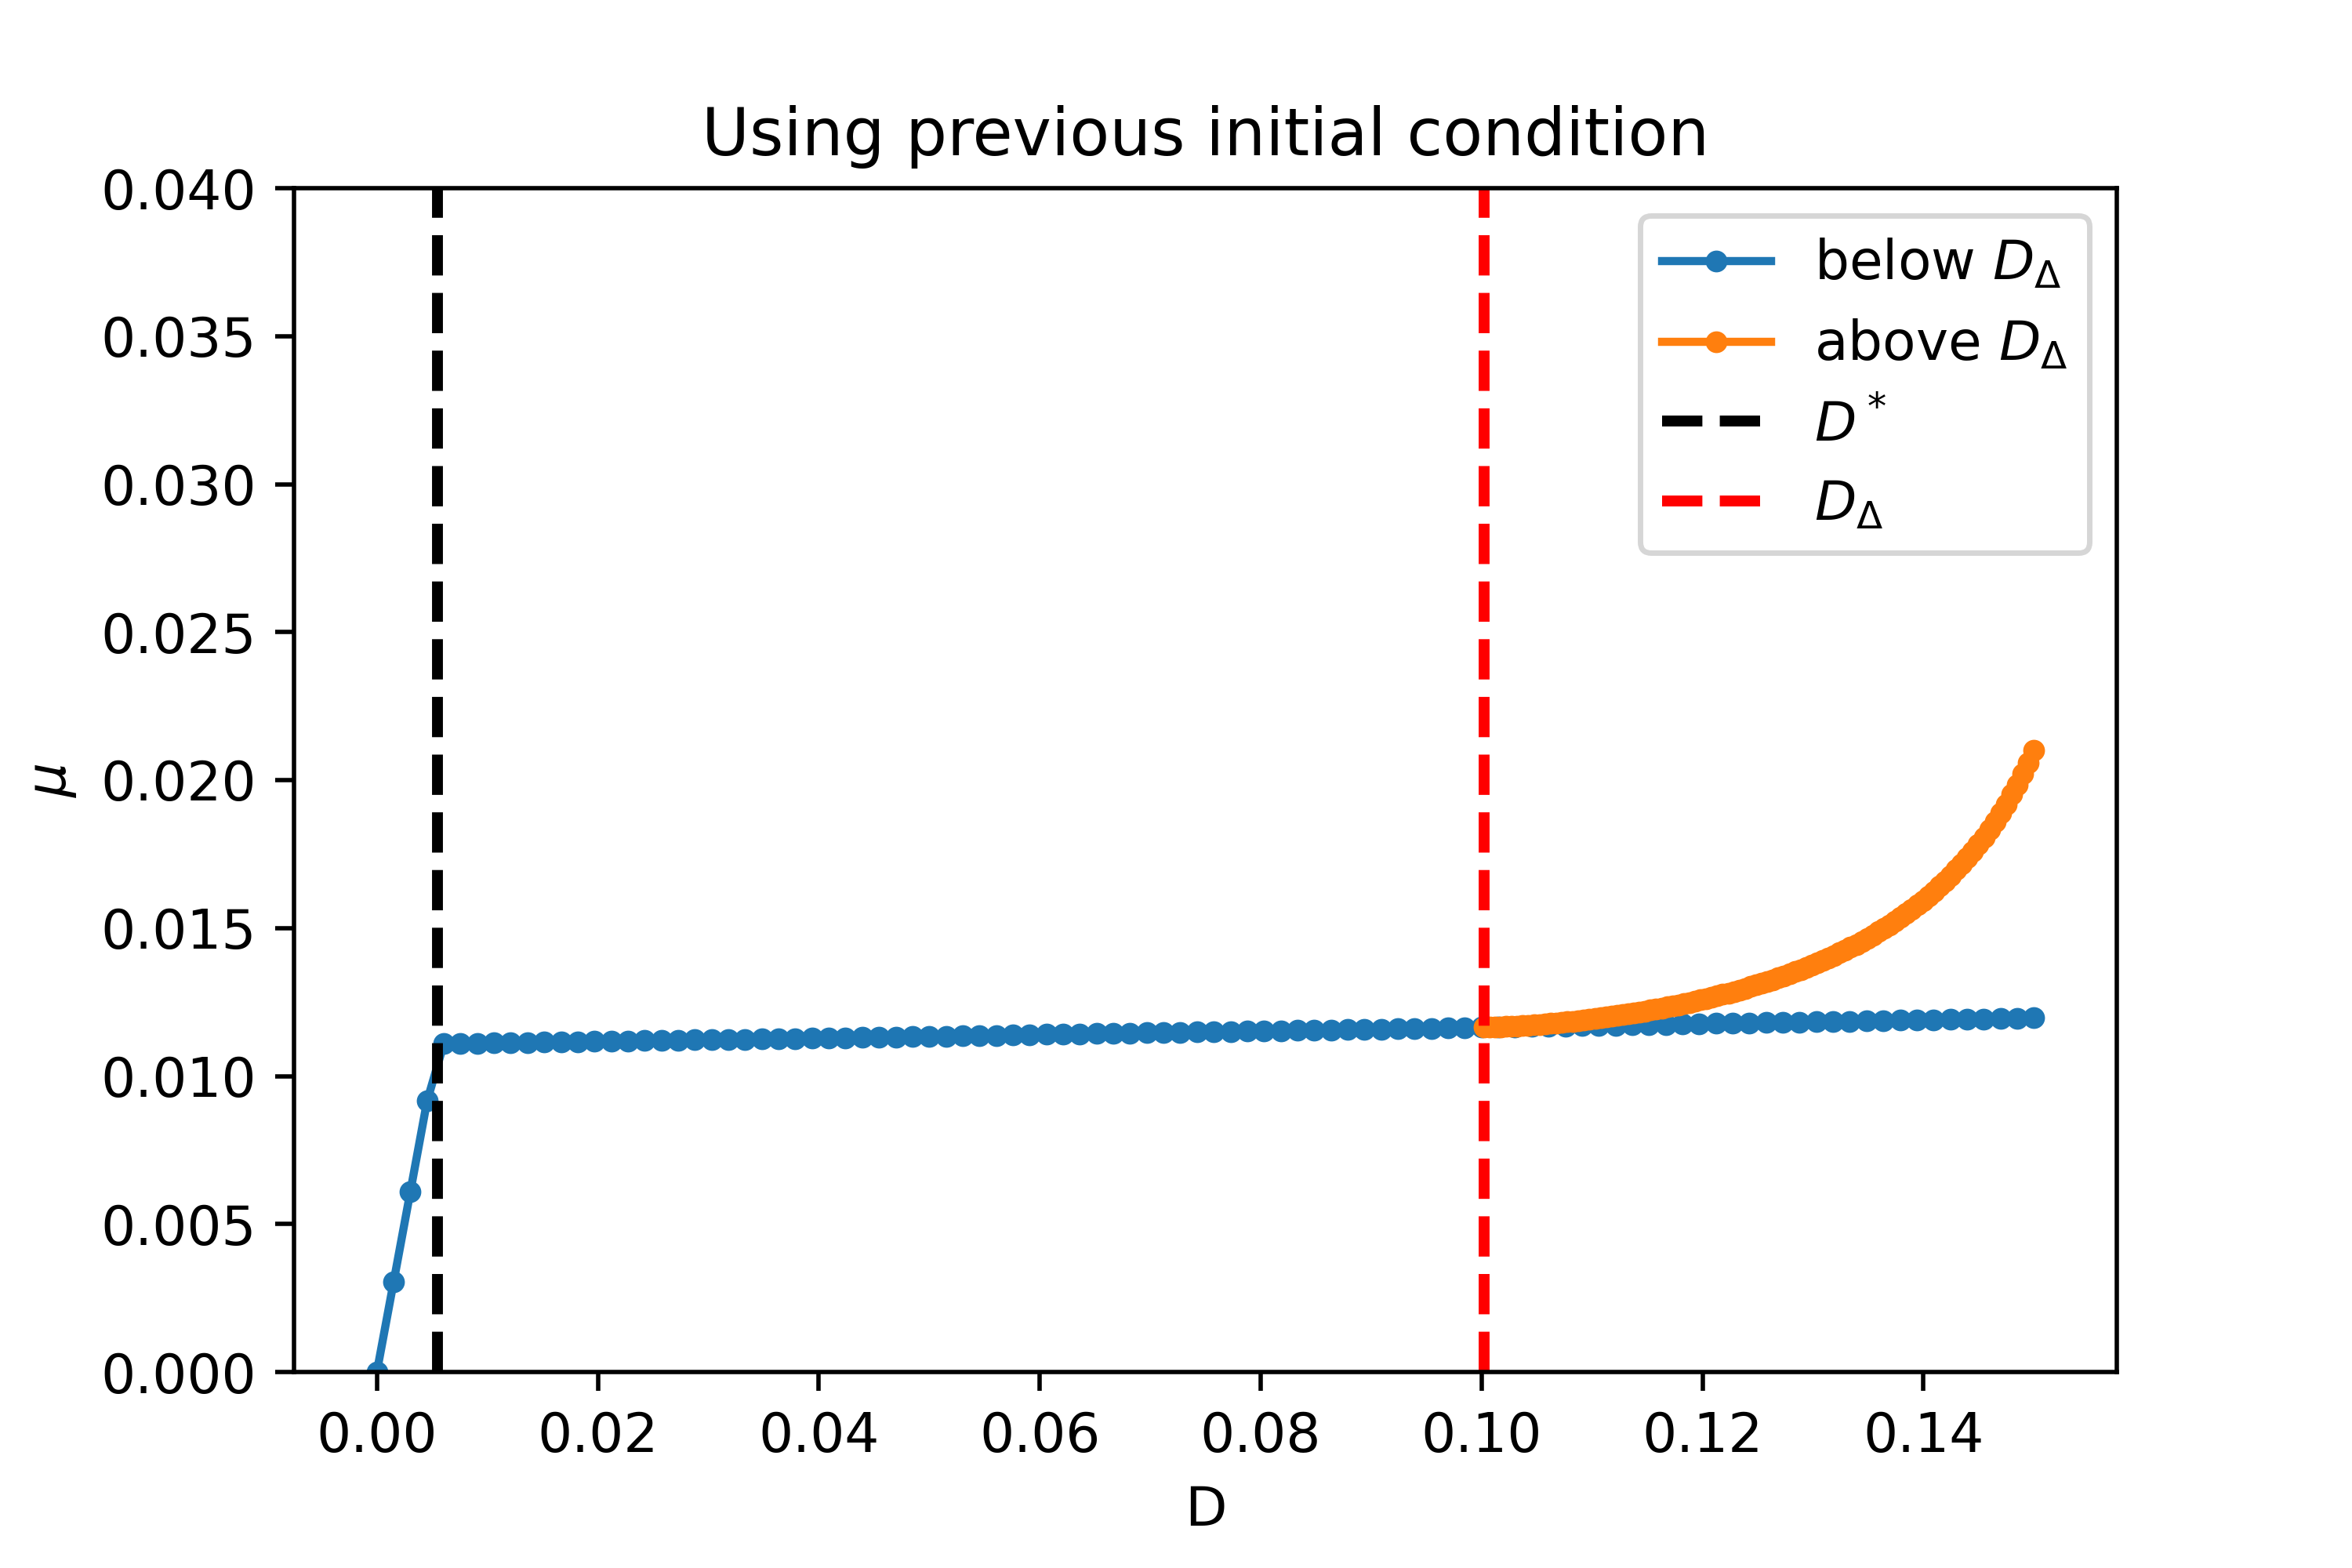 Using previous initial condition
0.040
0.035
0.030
0.025
0.020
0.015
0.010
0.005
0.000
μ
below D_Δ
above D_Δ
D*
D_Δ
0.00 0.02 0.04 0.06 0.08 0.10 0.12 0.14
D